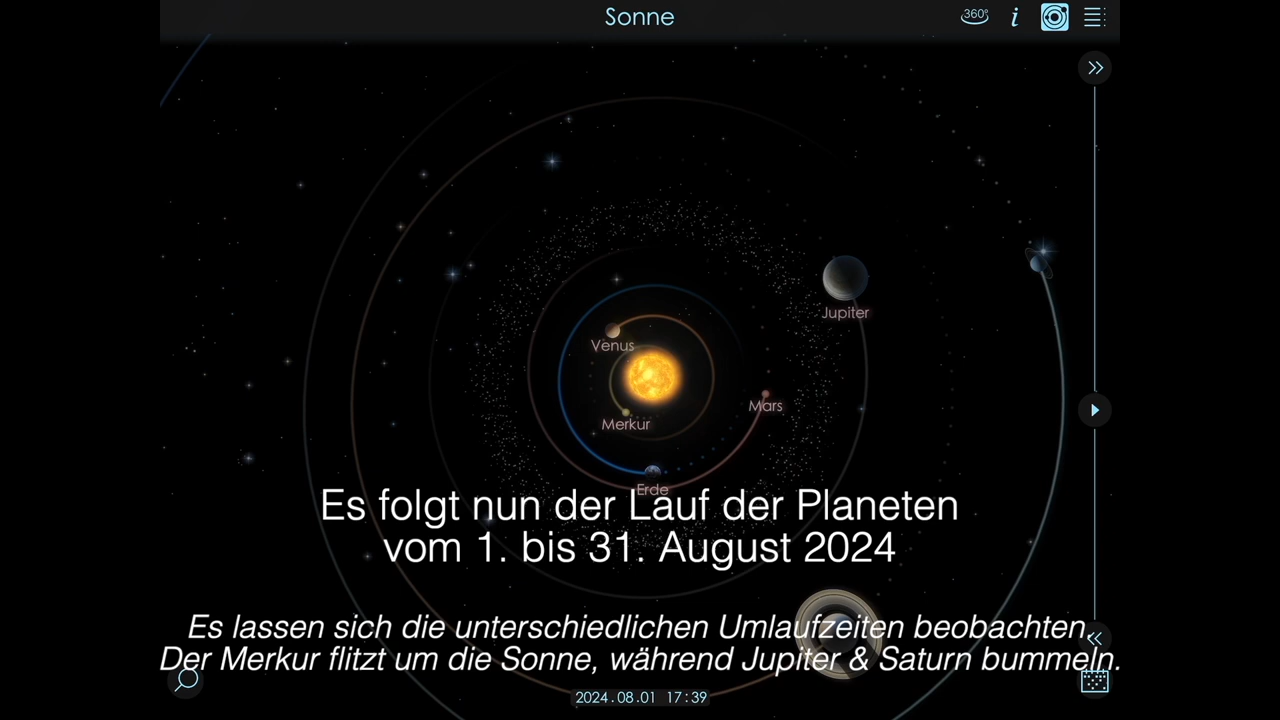 Sonne
360°
i
Jupiter
Venus
Mars
Merkur
Erde
Es folgt nun der Lauf der Planeten
vom 1. bis 31. August 2024
Es lassen sich die unterschiedlichen Umlaufzeiten beobachten.
Der Merkur flitzt um die Sonne, während Jupiter & Saturn bummeln.
2024.08.01 17:39